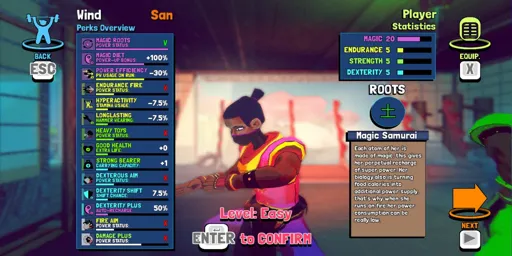 Wind San
Perks Overview
MAGIC ROOTS
POWER STATUS
V
MAGIC DIET
POWER-UP BONUS
+100%
POWER EFFICIENCY
PU USAGE ON RUN
-30%
ENDURANCE FIRE
POWER STATUS
HYPERACTIVITY
STAMINA USAGE
-7.5%
LONGLASTING
HAMMER WEARING
-7.5%
HEAVY TOYS
POWER STATUS
GOOD HEALTH
EXTRA LIFE
+0
STRONG BEARER
CARRYING CAPACITY
+1
DEXTEROUS AIM
POWER STATUS
DEXTERITY SHIFT
SHIFT CHANCE
7.5%
DEXTERITY PLUS
AUTO-RECHARGE
50%
FIRE AIM
POWER STATUS
DAMAGE PLUS
POWER STATUS
BACK
ESC
Level: Easy
ENTER to CONFIRM
Player
Statistics
MAGIC 20
ENDURANCE 5
STRENGTH 5
DEXTERITY 5
EQUIP.
X
ROOTS
Magic Samurai
Each atom of her is
made of magic: this gives
her perpetual recharge
of super power. Her
biology also is turning
food calories into
additional power supply
that's why when she
runs on fire her power
consumption can be
really low.
NEXT